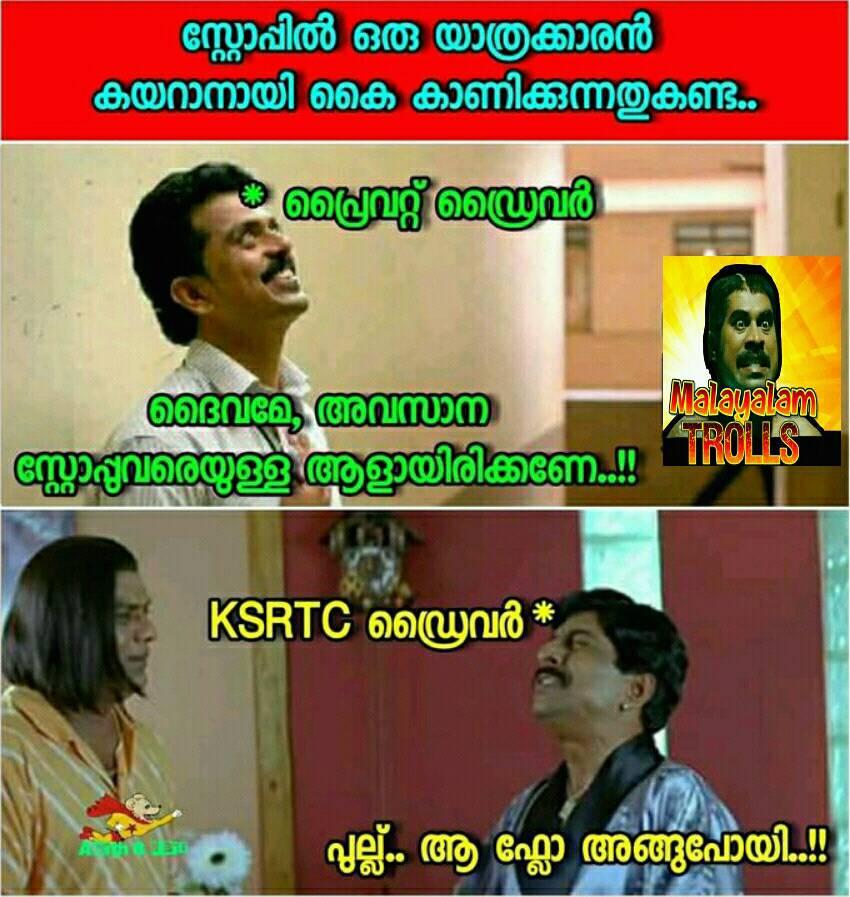 സ്റ്റോപ്പിൽ ഒരു യാത്രക്കാരൻ
കയറാനായി കൈ കാണിക്കുന്നതുകണ്ട..
* പ്രൈവറ്റ് ഡ്രൈവർ
Malayalam
TROLLS
ദൈവമേ, അവസാന
സ്റ്റോപ്പുവരെയുള്ള ആളായിരിക്കണേ..!!
KSRTC ഡ്രൈവർ *
പുല്ല്.. ആ ഫ്ലോ അങ്ങുപോയി..!!